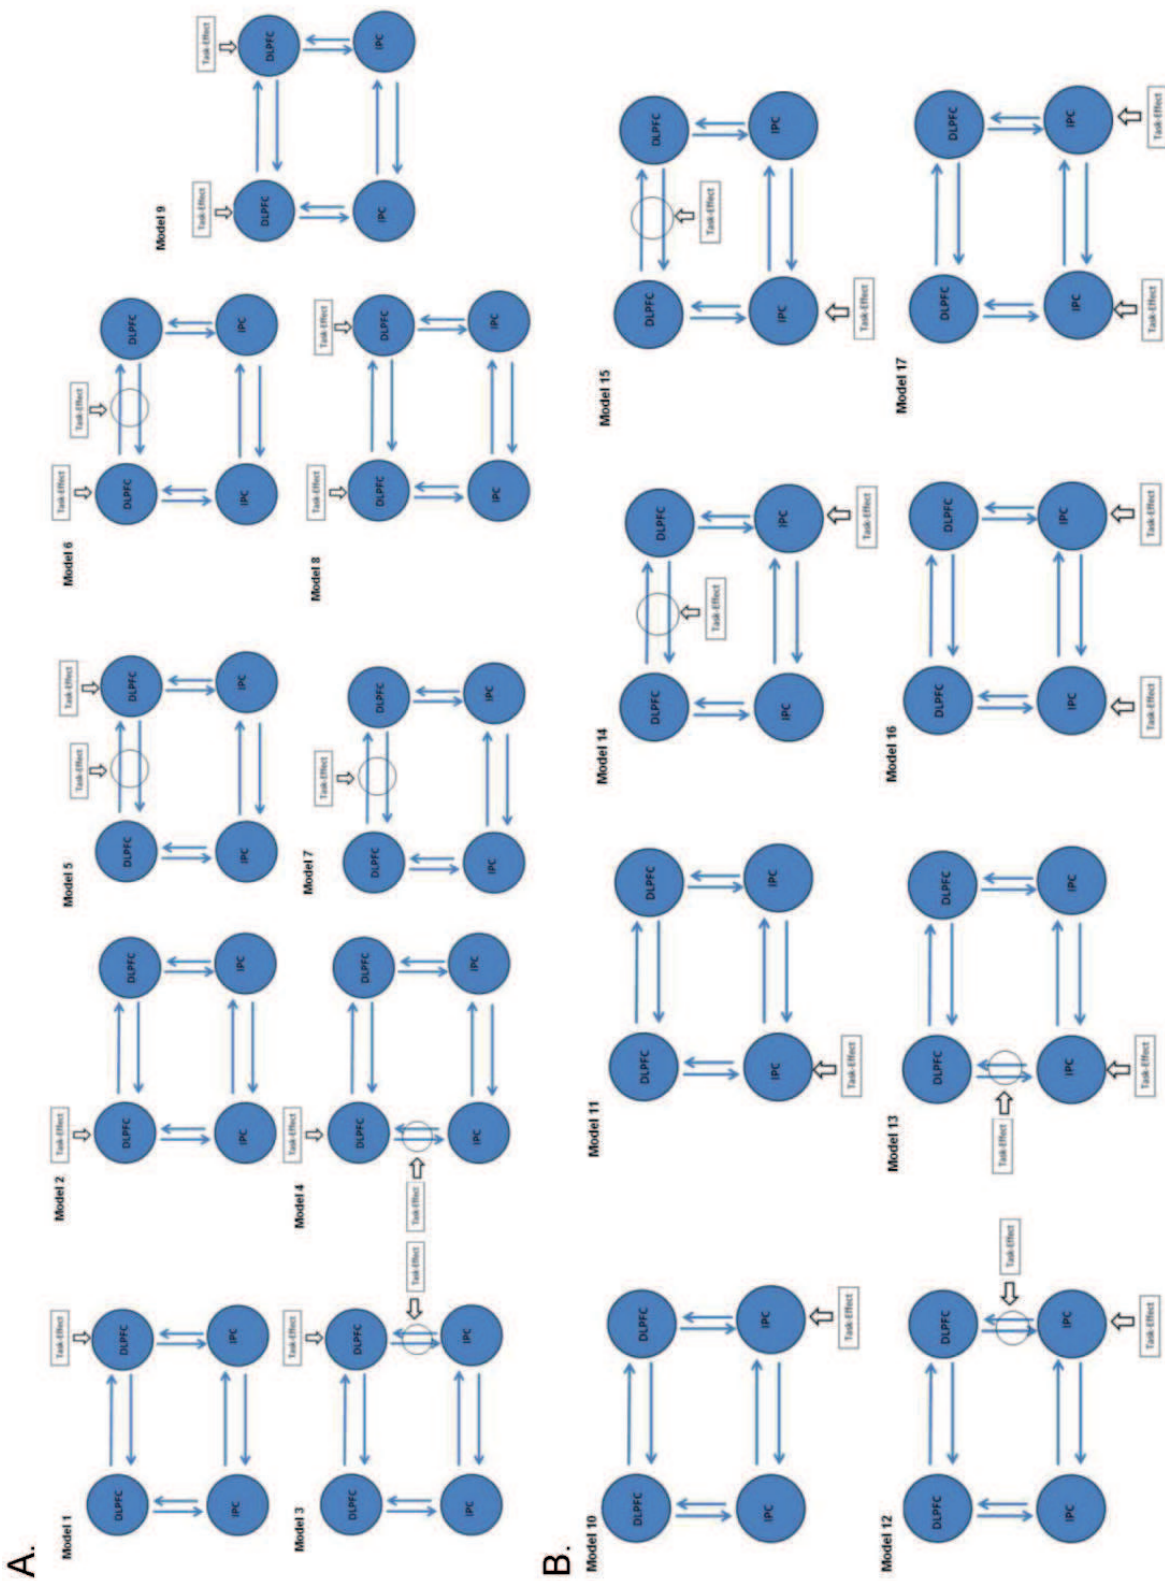 A.
Model 1
Task-Effect
DLPFC
DLPFC
IPC
IPC
Model 2
Task-Effect
DLPFC
DLPFC
IPC
IPC
Model 3
Task-Effect
DLPFC
DLPFC
Task-Effect
IPC
IPC
Model 4
Task-Effect
DLPFC
DLPFC
Task-Effect
IPC
IPC
Model 5
Task-Effect
Task-Effect
DLPFC
DLPFC
IPC
IPC
Model 6
Task-Effect
Task-Effect
DLPFC
DLPFC
IPC
IPC
Model 7
Task-Effect
DLPFC
DLPFC
IPC
IPC
Model 8
Task-Effect
Task-Effect
DLPFC
DLPFC
IPC
IPC
Model 9
Task-Effect
Task-Effect
DLPFC
DLPFC
IPC
IPC
B.
Model 10
DLPFC
DLPFC
IPC
IPC
Task-Effect
Model 11
DLPFC
DLPFC
IPC
IPC
Task-Effect
Model 12
DLPFC
DLPFC
Task-Effect
IPC
IPC
Task-Effect
Model 13
DLPFC
DLPFC
Task-Effect
IPC
IPC
Task-Effect
Model 14
DLPFC
DLPFC
Task-Effect
IPC
IPC
Task-Effect
Model 15
DLPFC
DLPFC
Task-Effect
IPC
IPC
Task-Effect
Model 16
DLPFC
DLPFC
IPC
IPC
Task-Effect
Task-Effect
Model 17
DLPFC
DLPFC
IPC
IPC
Task-Effect
Task-Effect